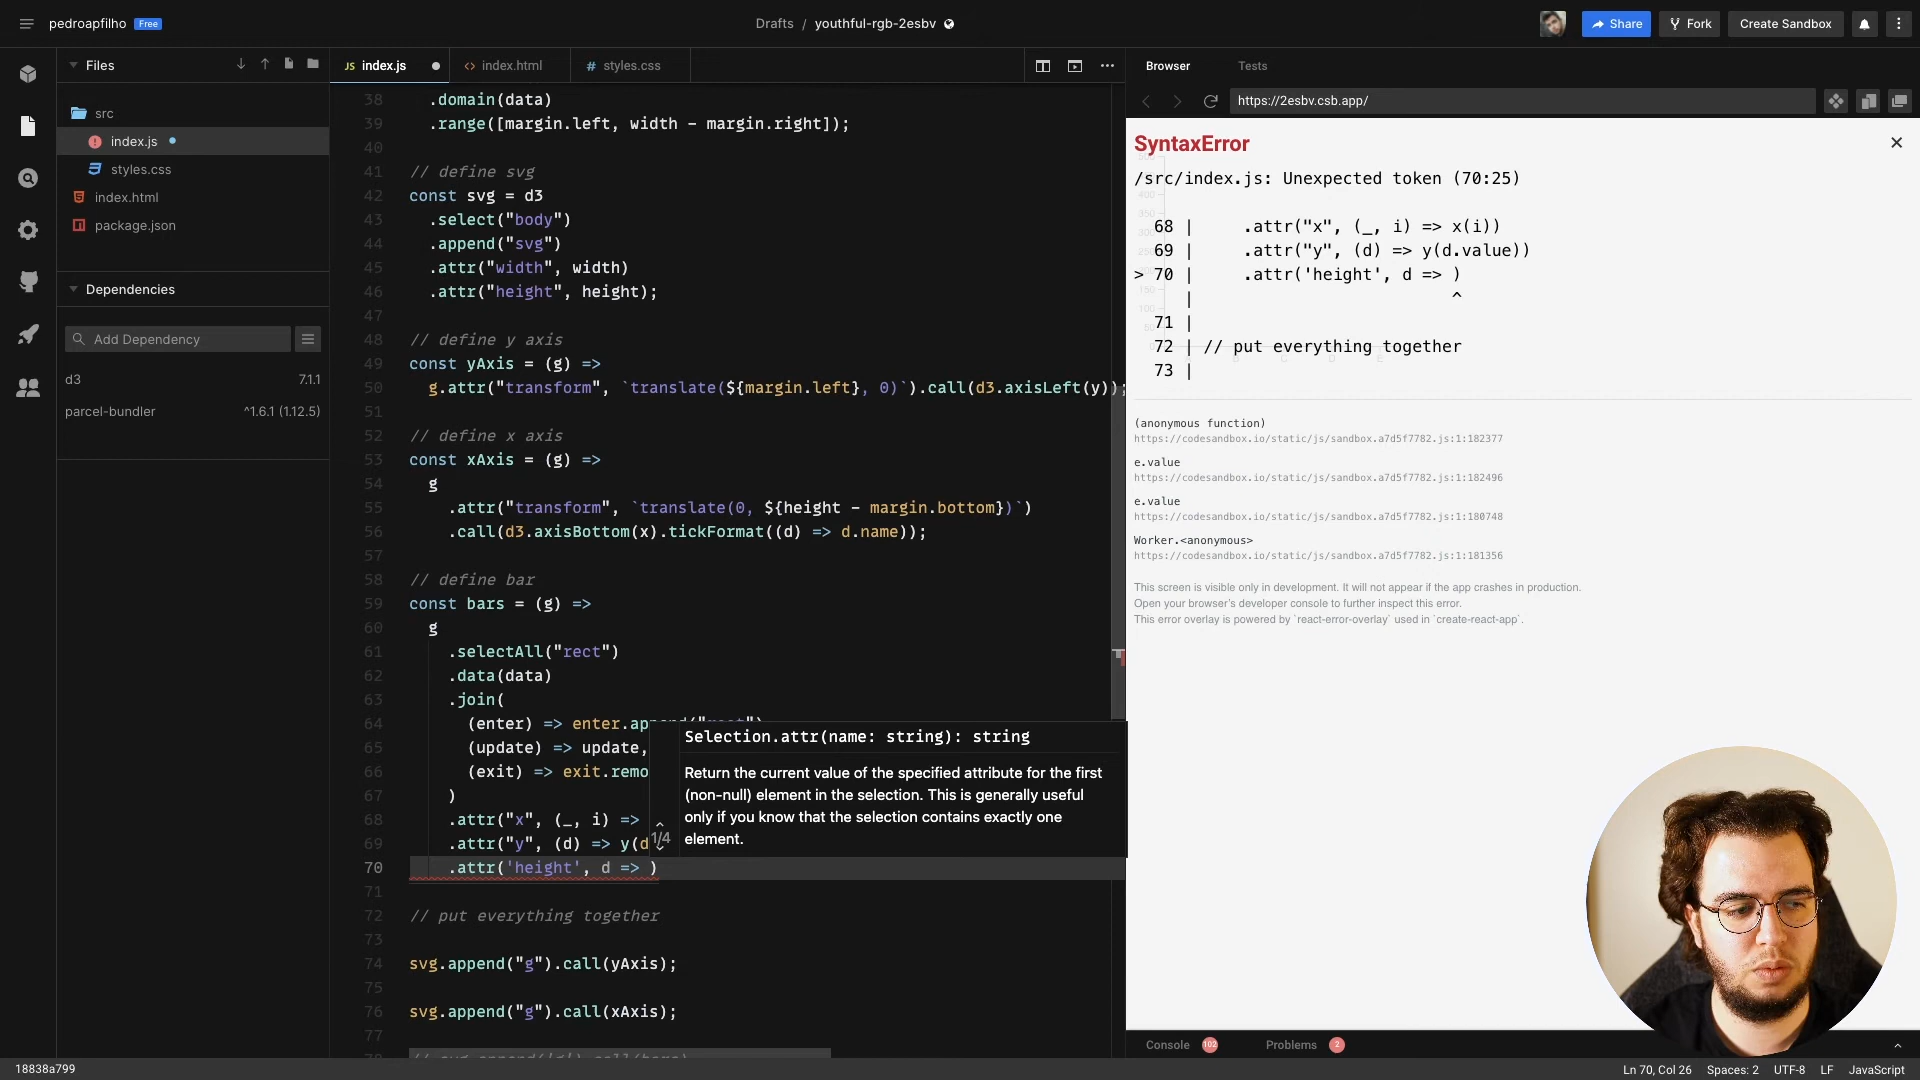 pedroapfilho Free
Drafts / youthful-rgb-2esbv
Share Fork Create Sandbox
Files
src
index.js
styles.css
index.html
package.json
Dependencies
Add Dependency
d3 7.1.1
parcel-bundler ^1.6.1 (1.12.5)
JS index.js
<> index.html
# styles.css
38 .domain(data)
39 .range([margin.left, width - margin.right]);
40
41 // define svg
42 const svg = d3
43 .select("body")
44 .append("svg")
45 .attr("width", width)
46 .attr("height", height);
47
48 // define y axis
49 const yAxis = (g) =>
50 g.attr("transform", `translate(${margin.left}, 0)`).call(d3.axisLeft(y));
51
52 // define x axis
53 const xAxis = (g) =>
54 g
55 .attr("transform", `translate(0, ${height - margin.bottom})`)
56 .call(d3.axisBottom(x).tickFormat((d) => d.name));
57
58 // define bar
59 const bars = (g) =>
60 g
61 .selectAll("rect")
62 .data(data)
63 .join(
64 (enter) => enter.append("rect")
65 (update) => update,
66 (exit) => exit.remo
67 )
68 .attr("x", (_, i) =>
69 .attr("y", (d) => y(d
70 .attr('height', d => )
71
72 // put everything together
73
74 svg.append("g").call(yAxis);
75
76 svg.append("g").call(xAxis);
77
1/4
Selection.attr(name: string): string
Return the current value of the specified attribute for the first
(non-null) element in the selection. This is generally useful
only if you know that the selection contains exactly one
element.
Browser Tests
https://2esbv.csb.app/
SyntaxError
/src/index.js: Unexpected token (70:25)
68 | .attr("x", (_, i) => x(i))
69 | .attr("y", (d) => y(d.value))
> 70 | .attr('height', d => )
| ^
71 |
72 | // put everything together
73 |
(anonymous function)
https://codesandbox.io/static/js/sandbox.a7d5f7782.js:1:182377
e.value
https://codesandbox.io/static/js/sandbox.a7d5f7782.js:1:182496
e.value
https://codesandbox.io/static/js/sandbox.a7d5f7782.js:1:180748
Worker.<anonymous>
https://codesandbox.io/static/js/sandbox.a7d5f7782.js:1:181356
This screen is visible only in development. It will not appear if the app crashes in production.
Open your browser's developer console to further inspect this error.
This error overlay is powered by `react-error-overlay` used in `create-react-app`.
Console 102 Problems 2
18838a799
Ln 70, Col 26 Spaces: 2 UTF-8 LF JavaScript